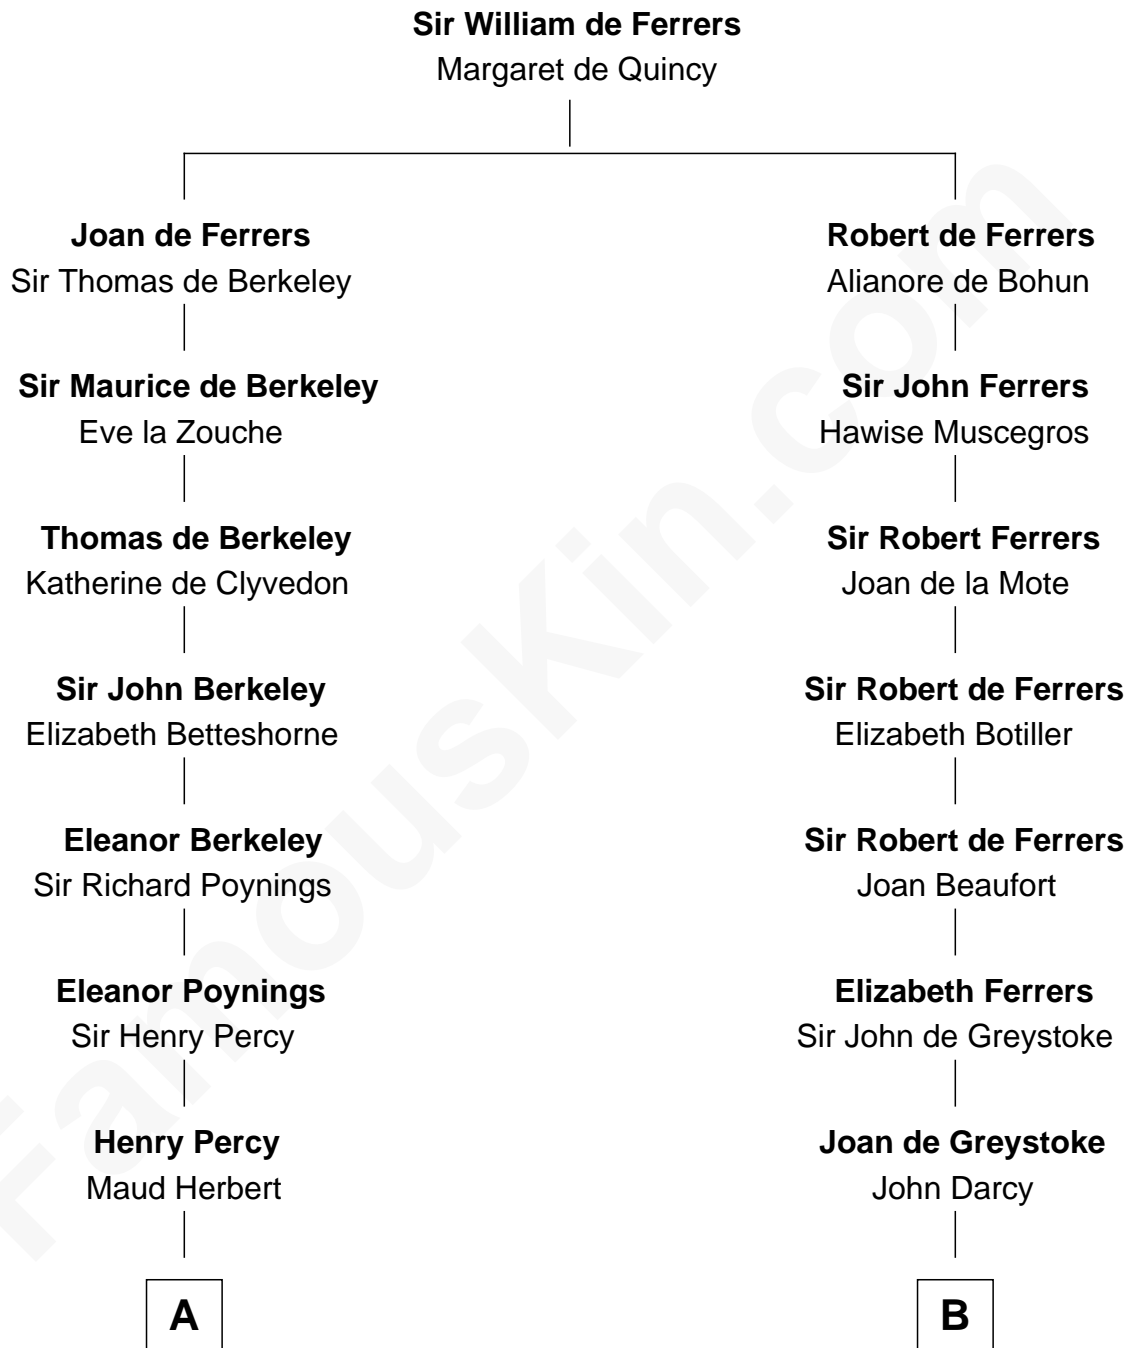 Sir William de Ferrers
Margaret de Quincy
Joan de Ferrers
Sir Thomas de Berkeley
Robert de Ferrers
Alianore de Bohun
Sir Maurice de Berkeley
Eve la Zouche
Sir John Ferrers
Hawise Muscegros
Thomas de Berkeley
Katherine de Clyvedon
Sir Robert Ferrers
Joan de la Mote
Sir John Berkeley
Elizabeth Betteshorne
Sir Robert de Ferrers
Elizabeth Botiller
Eleanor Berkeley
Sir Richard Poynings
Sir Robert de Ferrers
Joan Beaufort
Eleanor Poynings
Sir Henry Percy
Elizabeth Ferrers
Sir John de Greystoke
Henry Percy
Maud Herbert
Joan de Greystoke
John Darcy
A
B
FamousKin.com